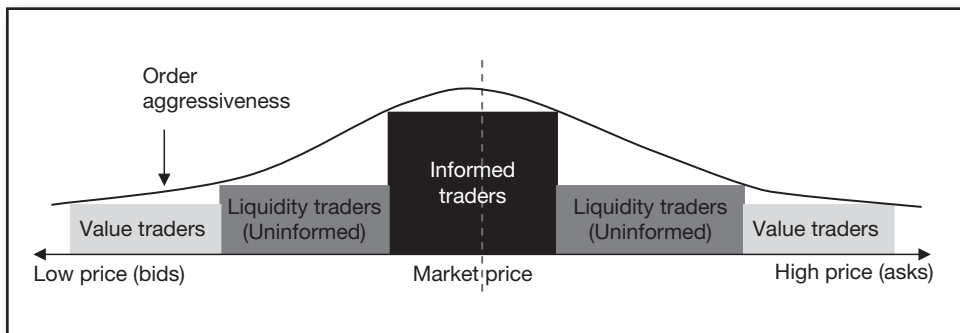 Order
aggressiveness
Informed
traders
Value traders
Liquidity traders
(Uninformed)
Liquidity traders
(Uninformed)
Value traders
Low price (bids)
Market price
High price (asks)